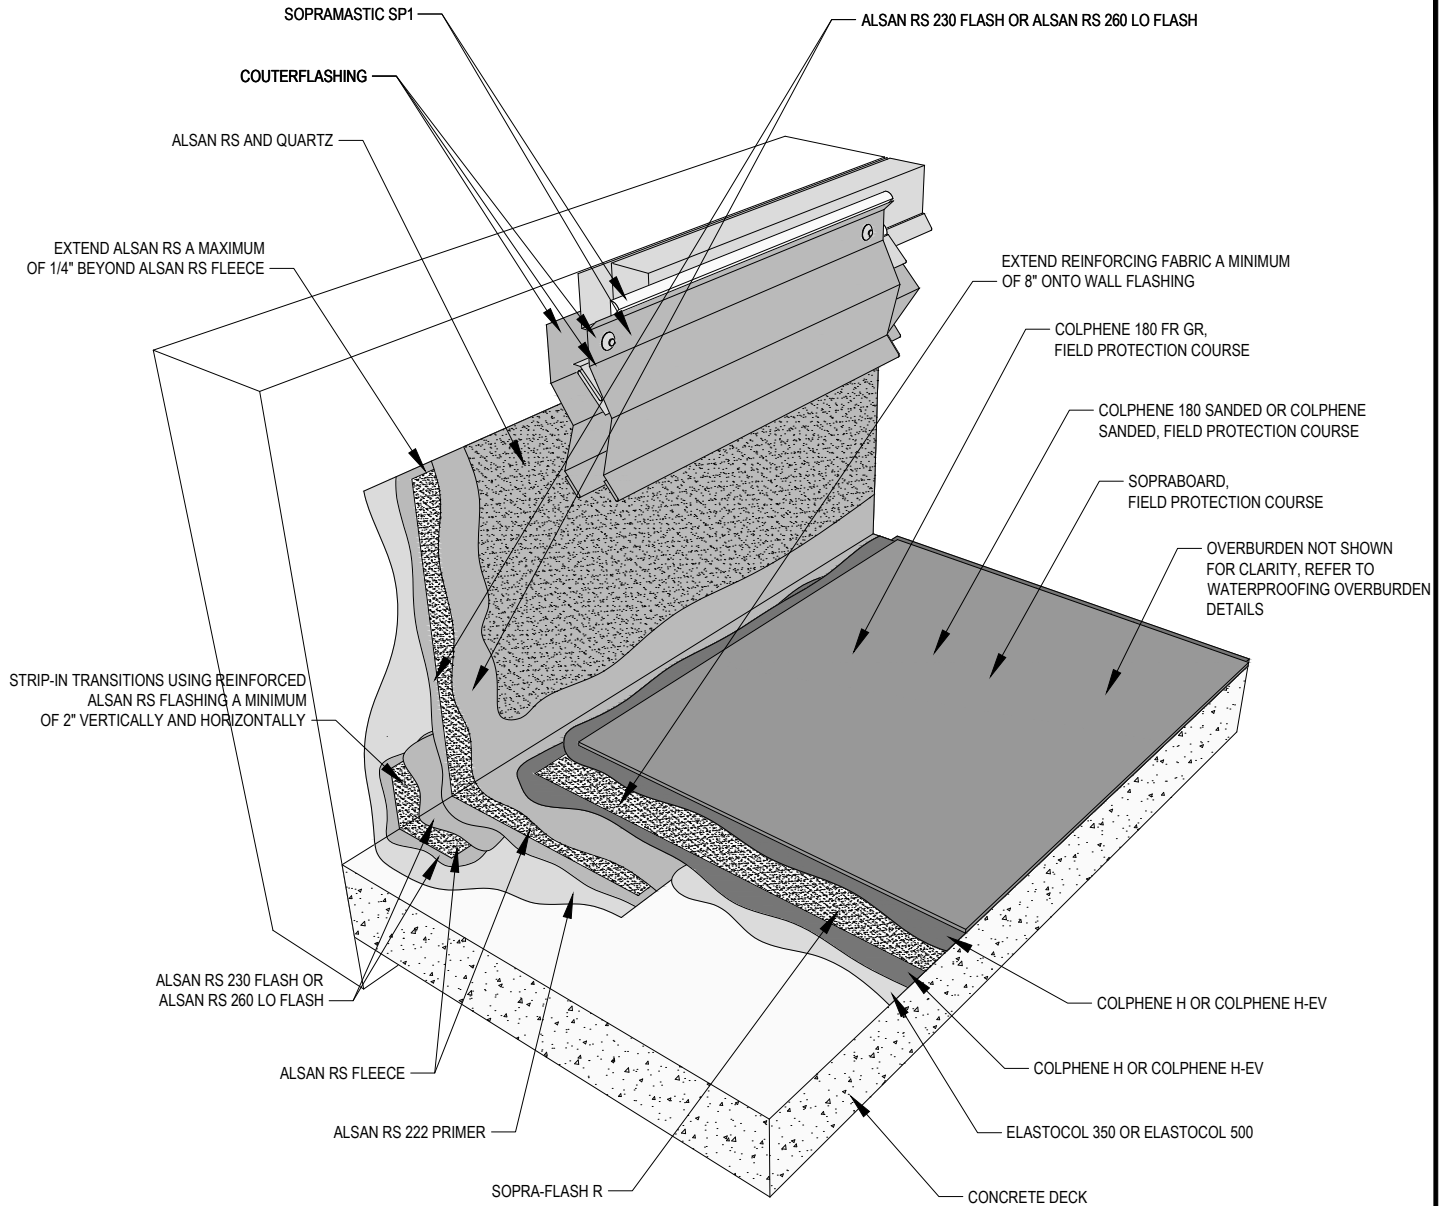 SOPRAMASTIC SP1
ALSAN RS 230 FLASH OR ALSAN RS 260 LO FLASH
COUTERFLASHING
ALSAN RS AND QUARTZ
EXTEND ALSAN RS A MAXIMUM
OF 1/4" BEYOND ALSAN RS FLEECE
EXTEND REINFORCING FABRIC A MINIMUM
OF 8" ONTO WALL FLASHING
COLPHENE 180 FR GR,
FIELD PROTECTION COURSE
COLPHENE 180 SANDED OR COLPHENE
SANDED, FIELD PROTECTION COURSE
SOPRABOARD,
FIELD PROTECTION COURSE
OVERBURDEN NOT SHOWN
FOR CLARITY, REFER TO
WATERPROOFING OVERBURDEN
DETAILS
STRIP-IN TRANSITIONS USING REINFORCED
ALSAN RS FLASHING A MINIMUM
OF 2" VERTICALLY AND HORIZONTALLY
ALSAN RS 230 FLASH OR
ALSAN RS 260 LO FLASH
COLPHENE H OR COLPHENE H-EV
COLPHENE H OR COLPHENE H-EV
ALSAN RS FLEECE
ALSAN RS 222 PRIMER
ELASTOCOL 350 OR ELASTOCOL 500
SOPRA-FLASH R
CONCRETE DECK